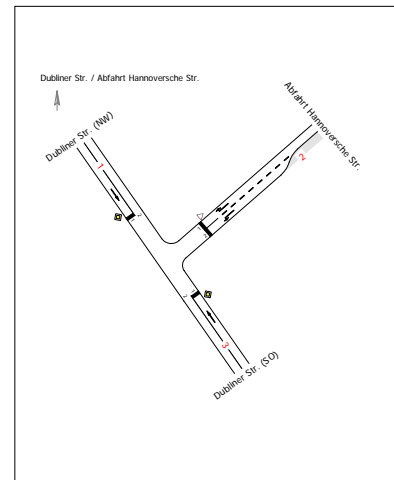 Dubliner Str. / Abfahrt Hannoversche Str.
Dubliner Str. (NW)
Abfahrt Hannoversche Str.
1
2
3
Dubliner Str. (SO)